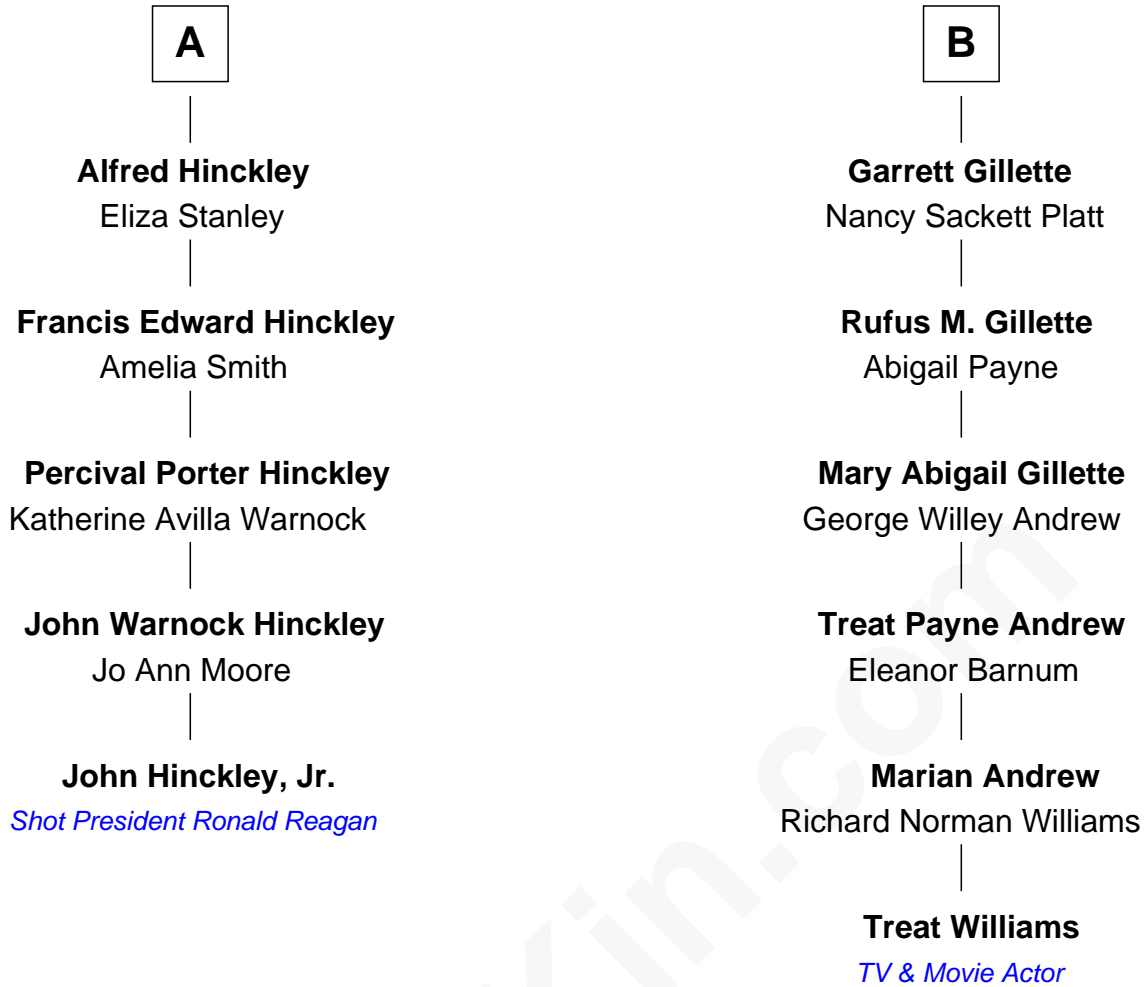 A
Alfred Hinckley
Eliza Stanley
Francis Edward Hinckley
Amelia Smith
Percival Porter Hinckley
Katherine Avilla Warnock
John Warnock Hinckley
Jo Ann Moore
John Hinckley, Jr.
Shot President Ronald Reagan
B
Garrett Gillette
Nancy Sackett Platt
Rufus M. Gillette
Abigail Payne
Mary Abigail Gillette
George Willey Andrew
Treat Payne Andrew
Eleanor Barnum
Marian Andrew
Richard Norman Williams
Treat Williams
TV & Movie Actor
Kin.com